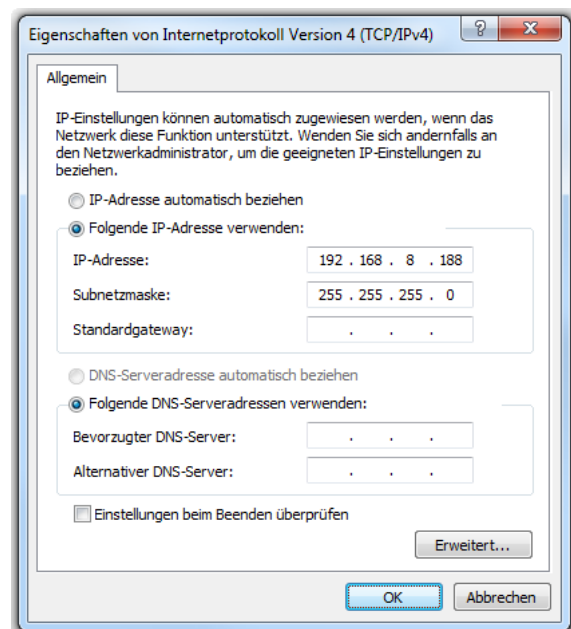 Eigenschaften von Internetprotokoll Version 4 (TCP/IPv4)
Allgemein
IP-Einstellungen können automatisch zugewiesen werden, wenn das
Netzwerk diese Funktion unterstützt. Wenden Sie sich andernfalls an
den Netzwerkadministrator, um die geeigneten IP-Einstellungen zu
beziehen.
IP-Adresse automatisch beziehen
Folgende IP-Adresse verwenden:
IP-Adresse: 192 . 168 . 8 . 188
Subnetzmaske: 255 . 255 . 255 . 0
Standardgateway: . . .
DNS-Serveradresse automatisch beziehen
Folgende DNS-Serveradressen verwenden:
Bevorzugter DNS-Server: . . .
Alternativer DNS-Server: . . .
Einstellungen beim Beenden überprüfen
Erweitert...
OK Abbrechen